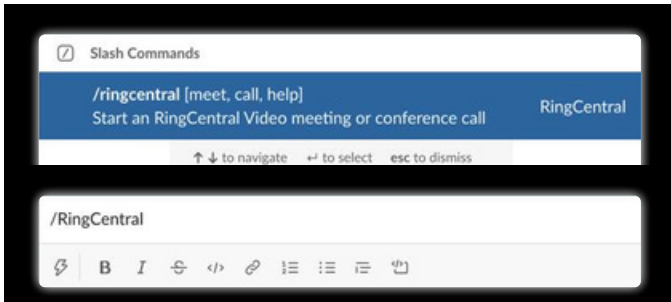 Slash Commands
/ringcentral [meet, call, help]
Start an RingCentral Video meeting or conference call
RingCentral
↑ ↓ to navigate ↵ to select esc to dismiss
/RingCentral